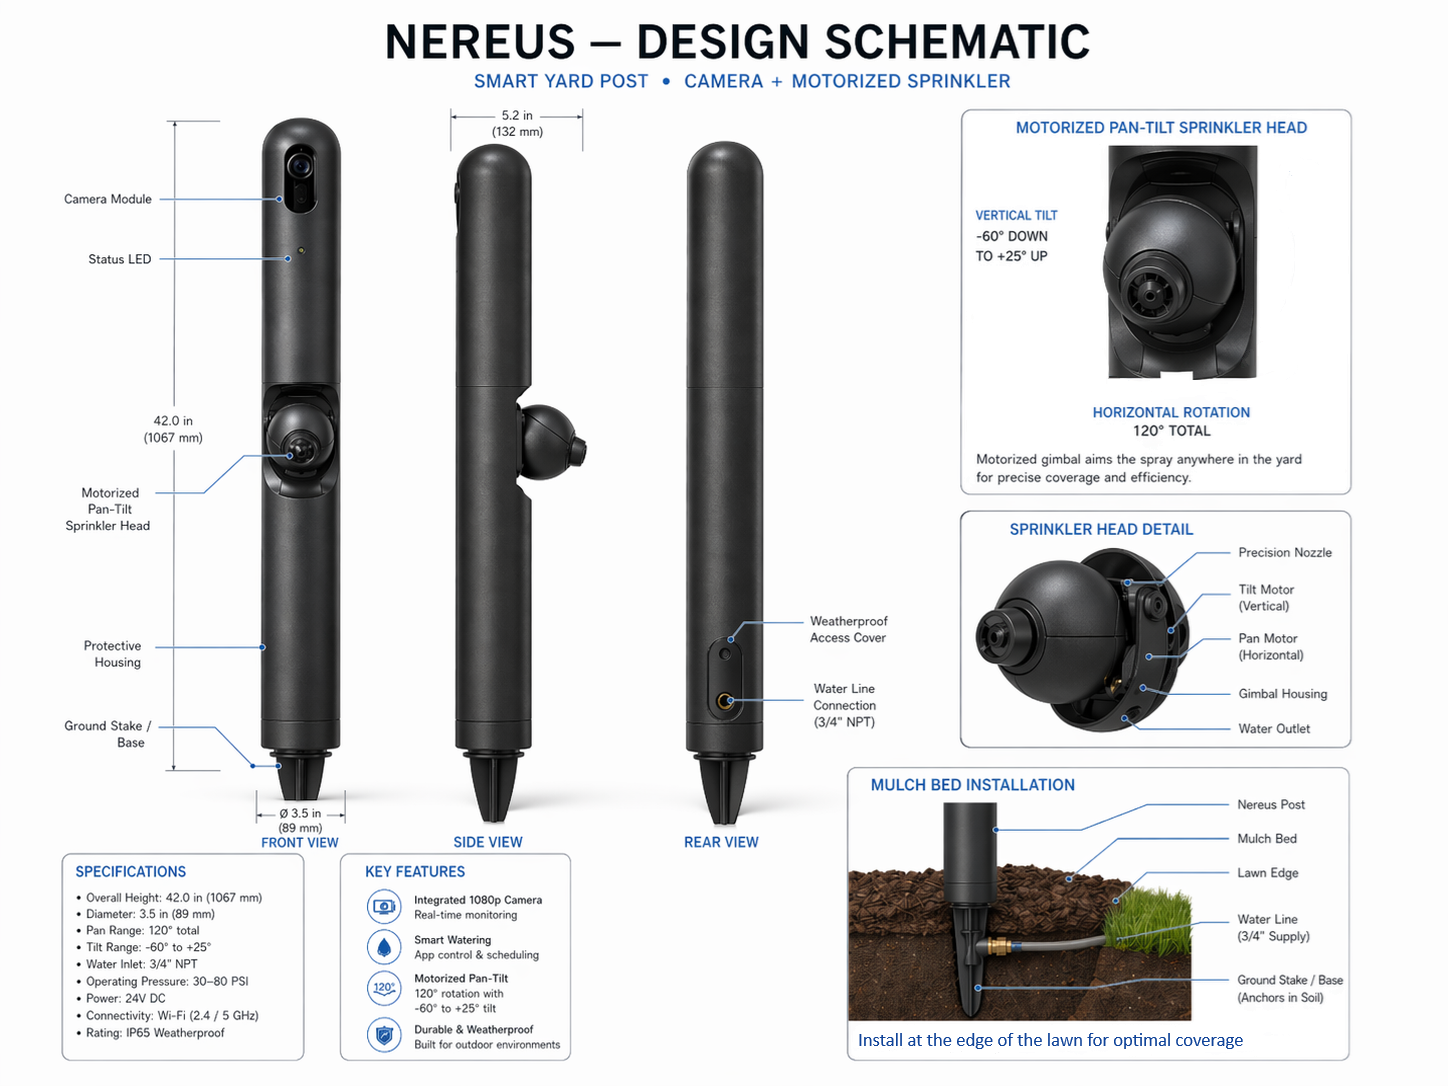 NEREUS — DESIGN SCHEMATIC
SMART YARD POST • CAMERA + MOTORIZED SPRINKLER
5.2 in
(132 mm)
Camera Module
Status LED
42.0 in
(1067 mm)
Motorized
Pan-Tilt
Sprinkler Head
Protective
Housing
Ground Stake /
Base
Ø 3.5 in
(89 mm)
FRONT VIEW
SIDE VIEW
REAR VIEW
Weatherproof
Access Cover
Water Line
Connection
(3/4" NPT)
MOTORIZED PAN-TILT SPRINKLER HEAD
VERTICAL TILT
-60° DOWN
TO +25° UP
HORIZONTAL ROTATION
120° TOTAL
Motorized gimbal aims the spray anywhere in the yard
for precise coverage and efficiency.
SPRINKLER HEAD DETAIL
Precision Nozzle
Tilt Motor
(Vertical)
Pan Motor
(Horizontal)
Gimbal Housing
Water Outlet
SPECIFICATIONS
• Overall Height: 42.0 in (1067 mm)
• Diameter: 3.5 in (89 mm)
• Pan Range: 120° total
• Tilt Range: -60° to +25°
• Water Inlet: 3/4" NPT
• Operating Pressure: 30–80 PSI
• Power: 24V DC
• Connectivity: Wi-Fi (2.4 / 5 GHz)
• Rating: IP65 Weatherproof
KEY FEATURES
Integrated 1080p Camera
Real-time monitoring
Smart Watering
App control & scheduling
120°
Motorized Pan-Tilt
120° rotation with
-60° to +25° tilt
Durable & Weatherproof
Built for outdoor environments
MULCH BED INSTALLATION
Nereus Post
Mulch Bed
Lawn Edge
Water Line
(3/4" Supply)
Ground Stake / Base
(Anchors in Soil)
Install at the edge of the lawn for optimal coverage